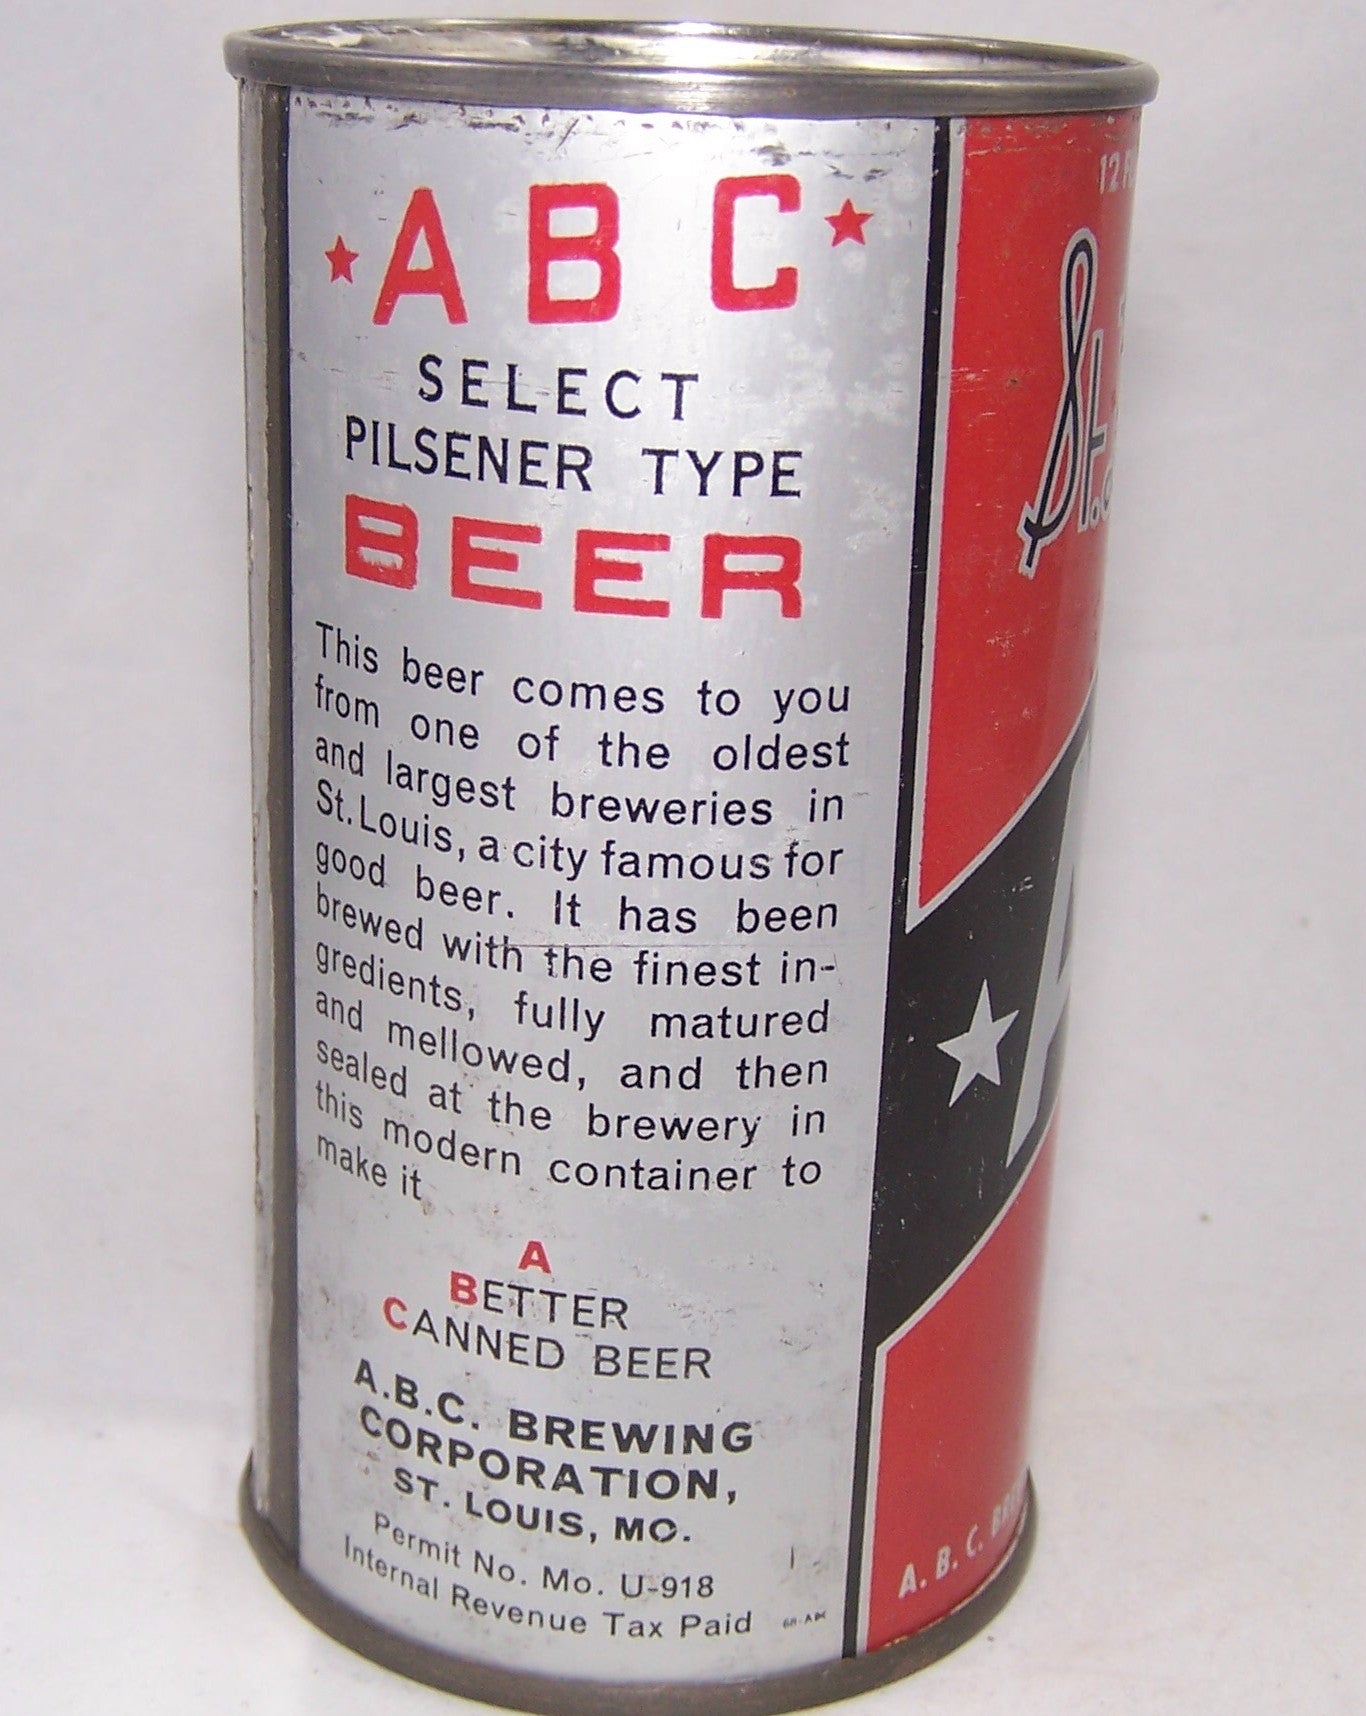 A B C
SELECT
PILSENER TYPE
BEER
This beer comes to you
from one of the oldest
and largest breweries in
St. Louis, a city famous for
good beer. It has been
brewed with the finest in-
gredients, fully matured
and mellowed, and then
sealed at the brewery in
this modern container to
make it
A
BETTER
CANNED BEER
A.B.C. BREWING
CORPORATION,
ST. LOUIS, MO.
Permit No. Mo. U-918
Internal Revenue Tax Paid
12
St.
A
A. B. C.